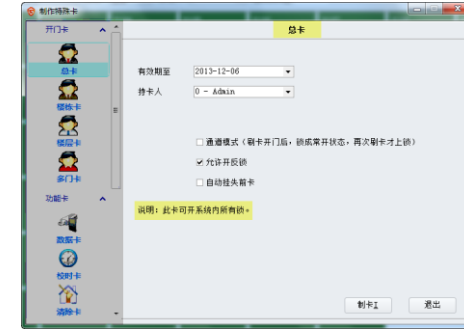 制作特殊卡
开门卡
总卡
楼栋卡
楼层卡
多门卡
功能卡
数据卡
校时卡
清除卡
总卡
有效期至 2013-12-06
持卡人 0 - Admin
通道模式（刷卡开门后，锁成常开状态，再次刷卡才上锁）
允许开反锁
自动挂失前卡
说明：此卡可开系统内所有锁。
制卡I 退出